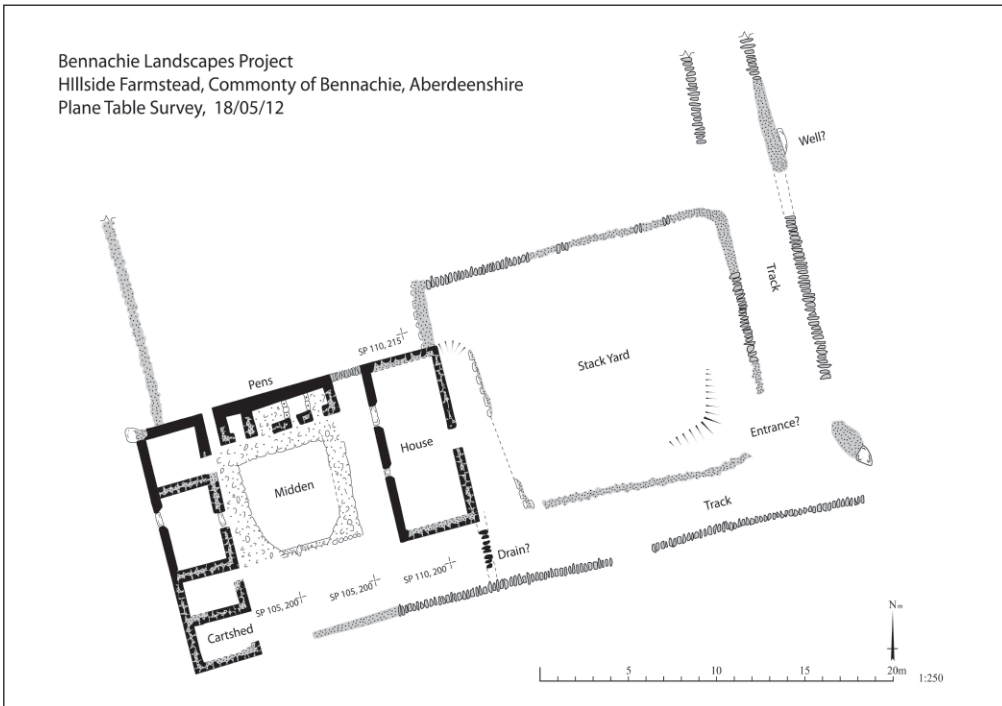 Bennachie Landscapes Project
HIllside Farmstead, Commonty of Bennachie, Aberdeenshire
Plane Table Survey, 18/05/12
Well?
Track
SP 110, 215
Stack Yard
Pens
House
Entrance?
Midden
Track
Drain?
SP 110, 200
SP 105, 200
SP 105, 200
Cartshed
N m
5 10 15 20m
1:250